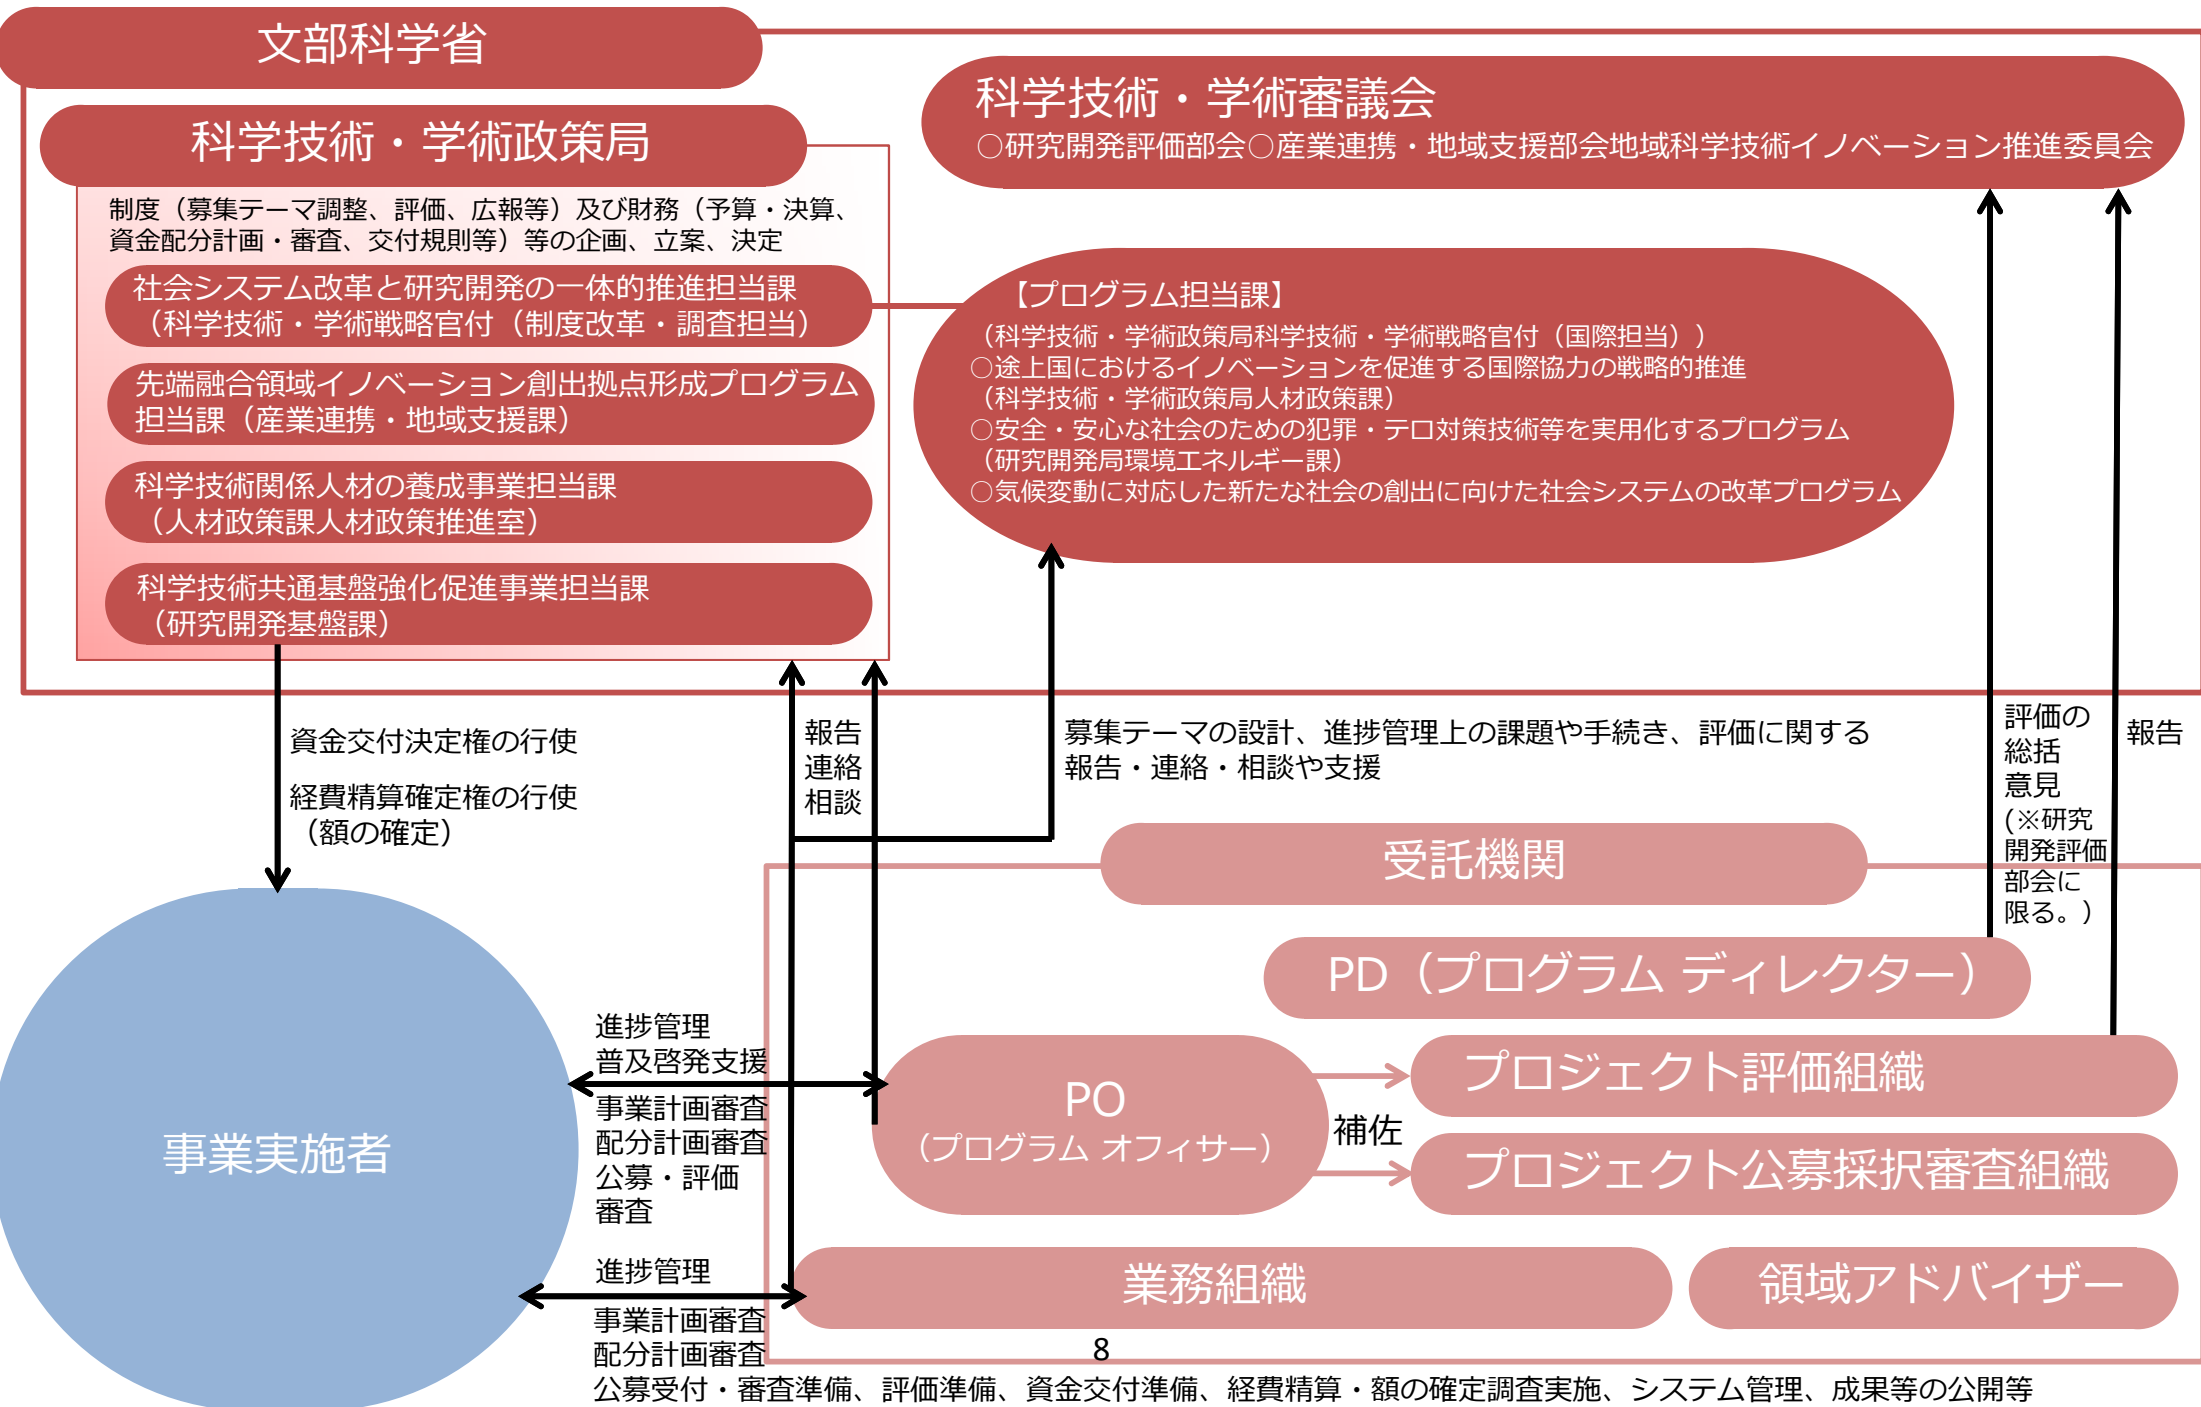 文部科学省
科学技術・学術政策局
制度（募集テーマ調整、評価、広報等）及び財務（予算・決算、
資金配分計画・審査、交付規則等）等の企画、立案、決定
社会システム改革と研究開発の一体的推進担当課
（科学技術・学術戦略官付（制度改革・調査担当）
先端融合領域イノベーション創出拠点形成プログラム
担当課（産業連携・地域支援課）
科学技術関係人材の養成事業担当課
（人材政策課人材政策推進室）
科学技術共通基盤強化促進事業担当課
（研究開発基盤課）
科学技術・学術審議会
○研究開発評価部会○産業連携・地域支援部会地域科学技術イノベーション推進委員会
【プログラム担当課】
（科学技術・学術政策局科学技術・学術戦略官付（国際担当））
○途上国におけるイノベーションを促進する国際協力の戦略的推進
（科学技術・学術政策局人材政策課）
○安全・安心な社会のための犯罪・テロ対策技術等を実用化するプログラム
（研究開発局環境エネルギー課）
○気候変動に対応した新たな社会の創出に向けた社会システムの改革プログラム
資金交付決定権の行使
経費精算確定権の行使
（額の確定）
報告
連絡
相談
募集テーマの設計、進捗管理上の課題や手続き、評価に関する
報告・連絡・相談や支援
評価の
総括
意見
(※研究
開発評価
部会に
限る。）
報告
受託機関
PD（プログラム ディレクター）
プロジェクト評価組織
PO
（プログラム オフィサー）
補佐
プロジェクト公募採択審査組織
業務組織
領域アドバイザー
事業実施者
進捗管理
普及啓発支援
事業計画審査
配分計画審査
公募・評価
審査
進捗管理
事業計画審査
配分計画審査
公募受付・審査準備、評価準備、資金交付準備、経費精算・額の確定調査実施、システム管理、成果等の公開等
8